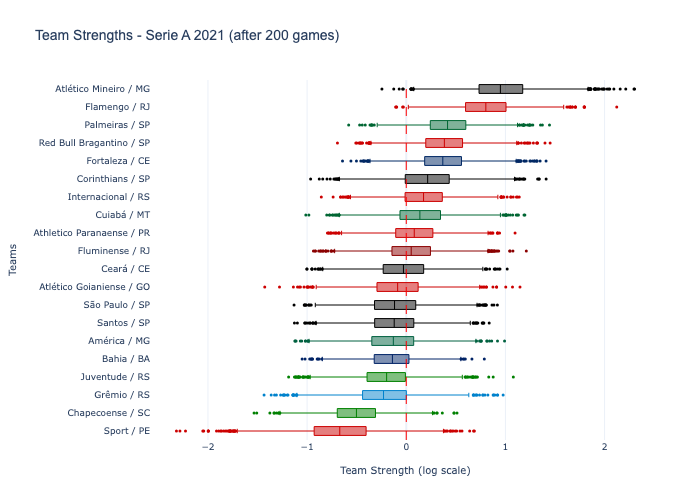 Team Strengths - Serie A 2021 (after 200 games)
Atlético Mineiro / MG
Flamengo / RJ
Palmeiras / SP
Red Bull Bragantino / SP
Fortaleza / CE
Corinthians / SP
Internacional / RS
Cuiabá / MT
Athletico Paranaense / PR
Fluminense / RJ
Ceará / CE
Atlético Goianiense / GO
São Paulo / SP
Santos / SP
América / MG
Bahia / BA
Juventude / RS
Grêmio / RS
Chapecoense / SC
Sport / PE
Teams
−2 −1 0 1 2
Team Strength (log scale)